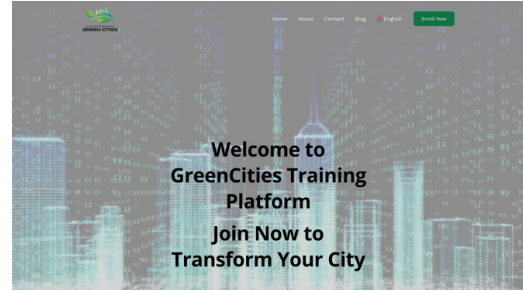 GREEN CITIES
Home About Contact Blog English Enroll Now
Welcome to
GreenCities Training
Platform
Join Now to
Transform Your City